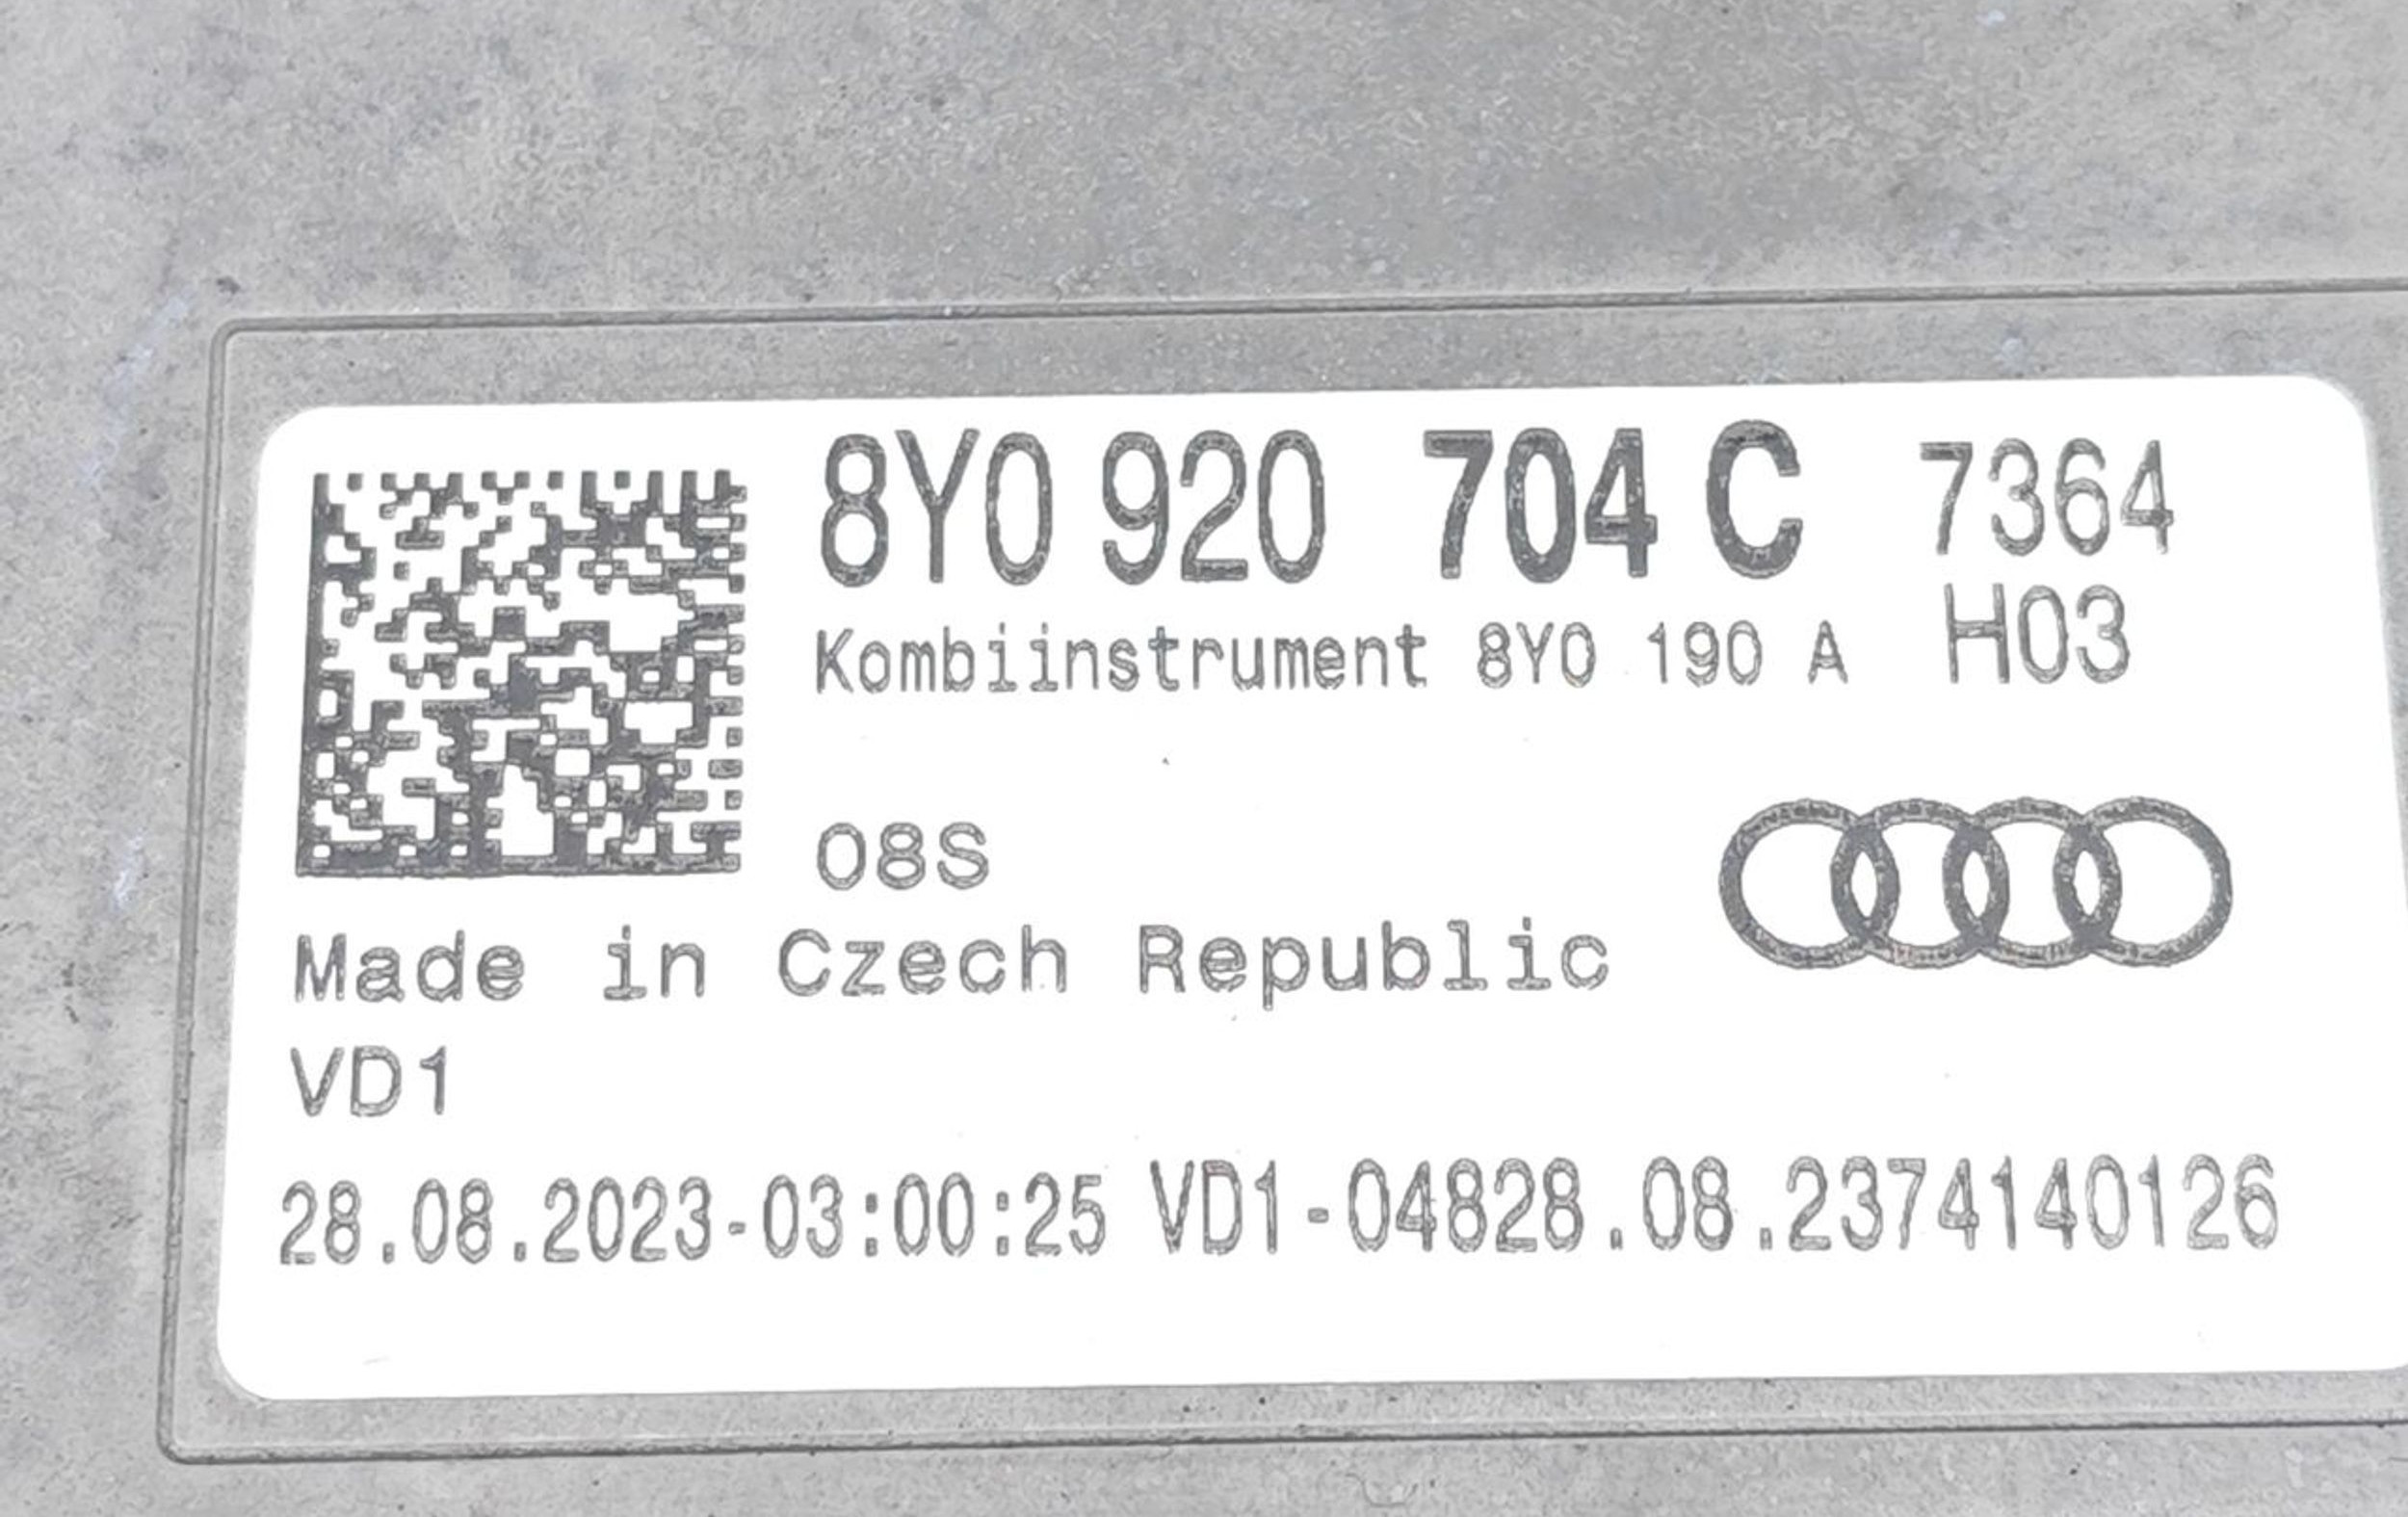 8Y0 920 704 C 7364
Kombiinstrument 8Y0 190 A H03
08S
Made in Czech Republic
VD1
28.08.2023-03:00:25 VD1-04828.08.2374140126